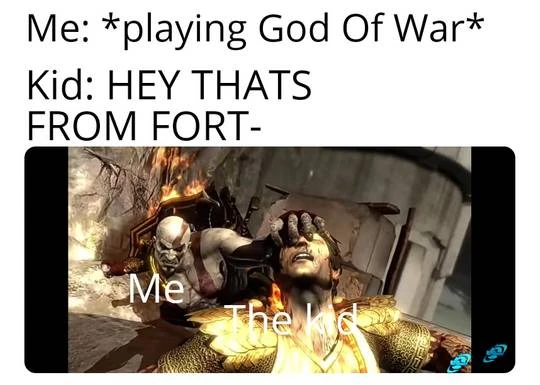 Me: *playing God Of War*
Kid: HEY THATS
FROM FORT-
Me
The kid